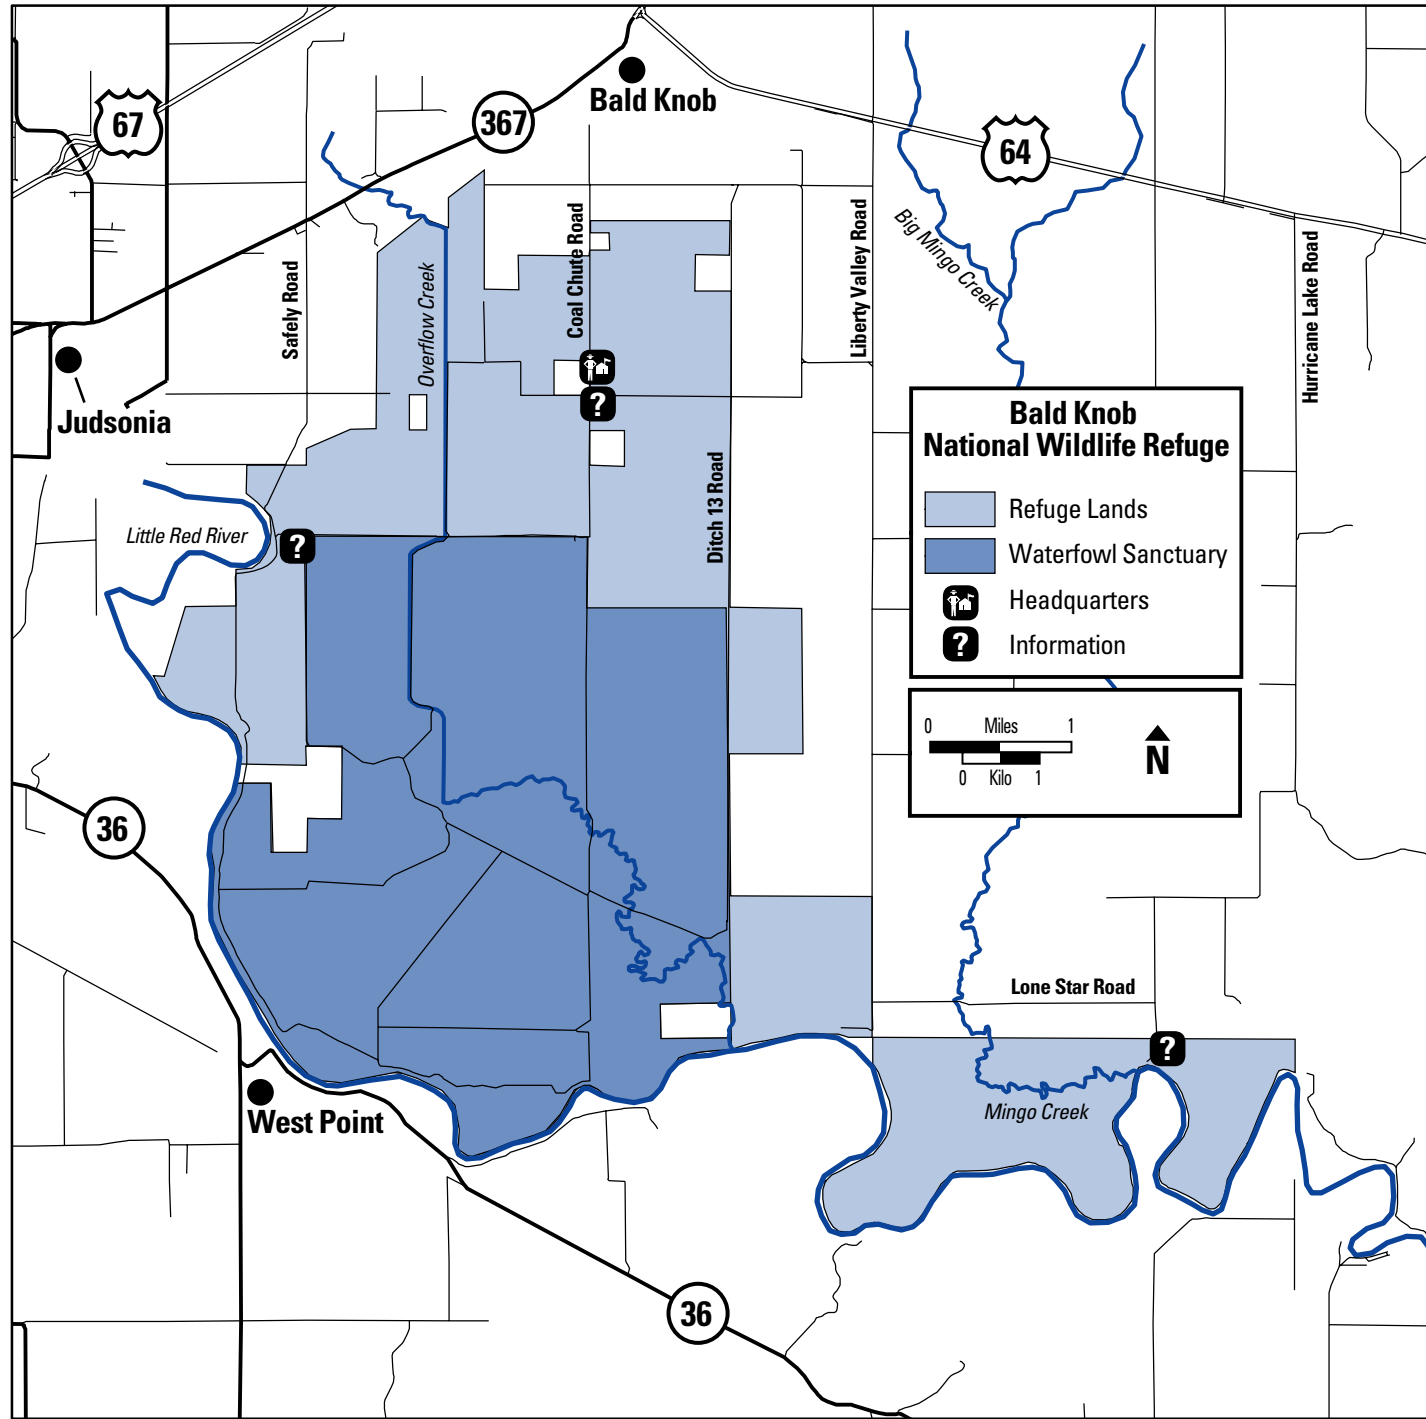 67
Bald Knob
367
64
Safely Road
Overflow Creek
Coal Chute Road
Liberty Valley Road
Big Mingo Creek
Hurricane Lake Road
Judsonia
Ditch 13 Road
Little Red River
?
?
Bald Knob
National Wildlife Refuge
Refuge Lands
Waterfowl Sanctuary
Headquarters
? Information
0 Miles 1
0 Kilo 1
N
36
Lone Star Road
?
Mingo Creek
West Point
36